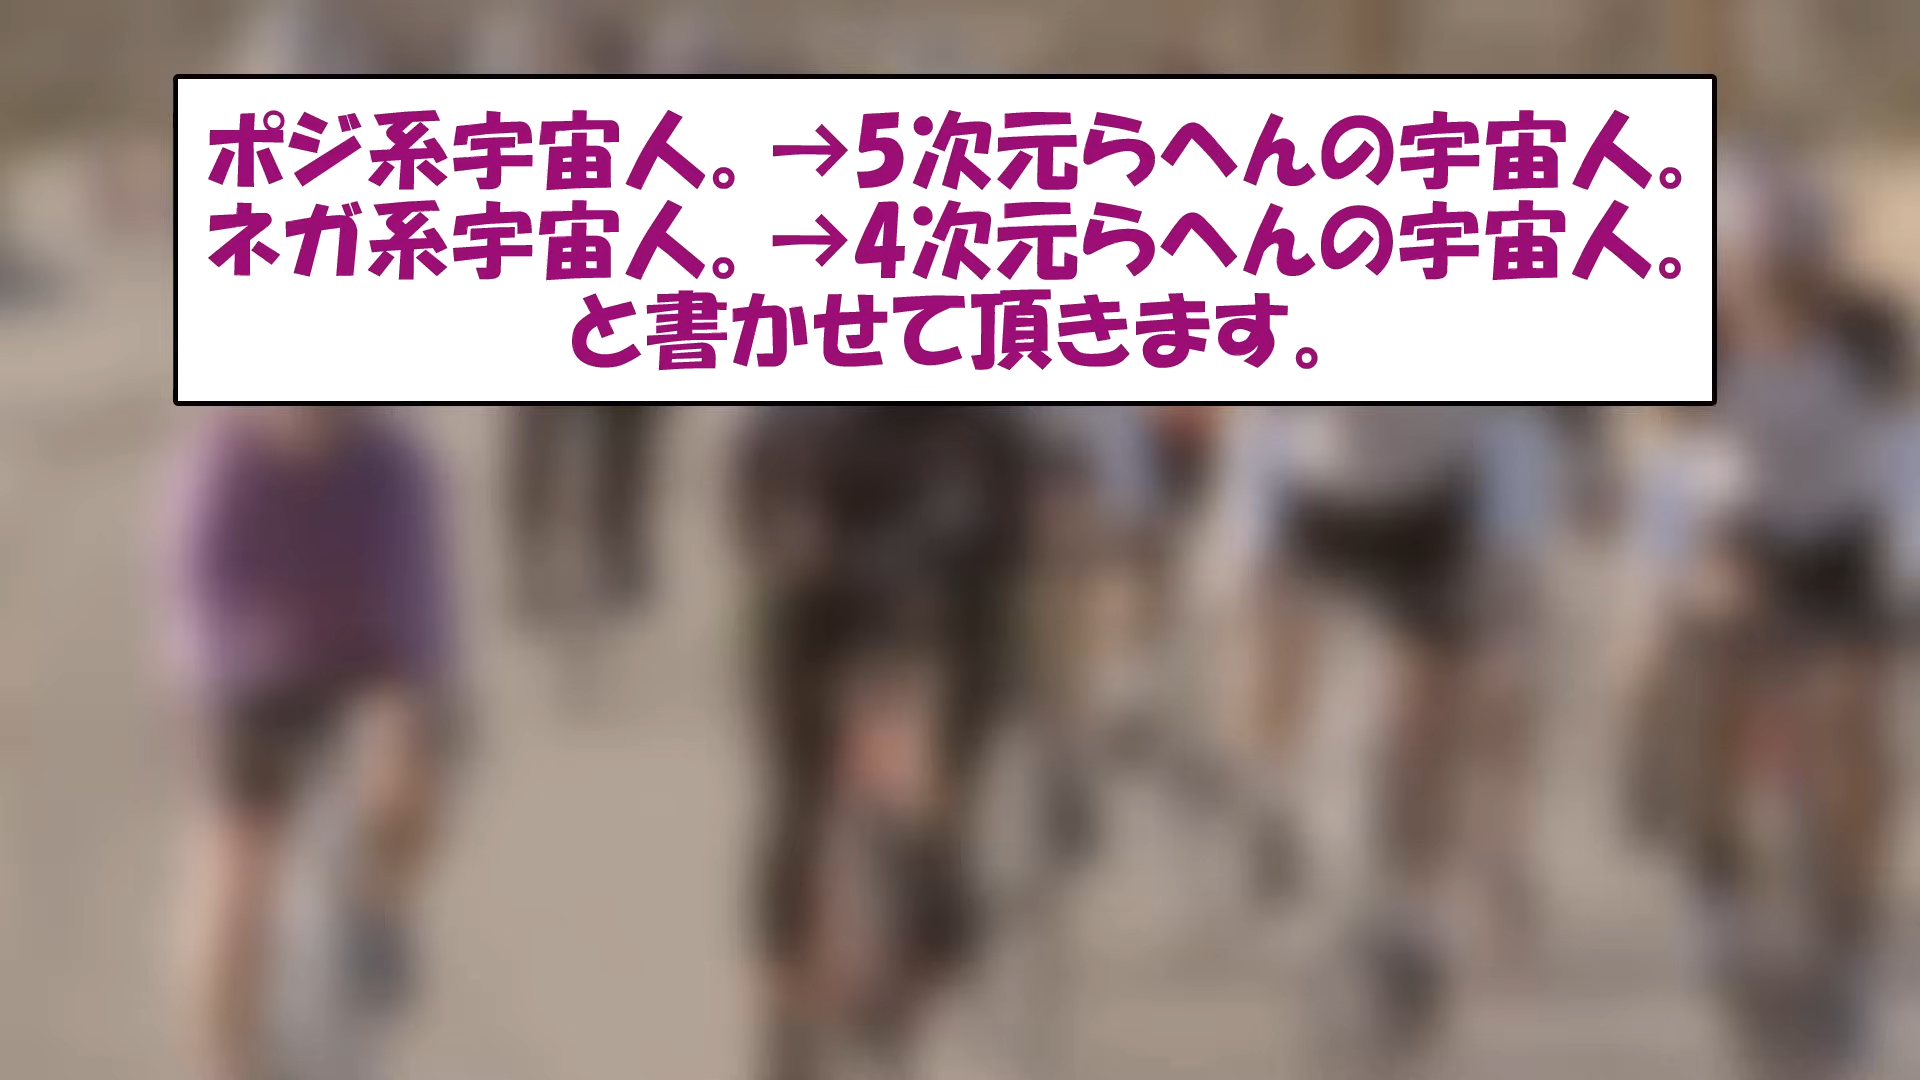 ポジ系宇宙人。→5次元らへんの宇宙人。
ネガ系宇宙人。→4次元らへんの宇宙人。
と書かせて頂きます。